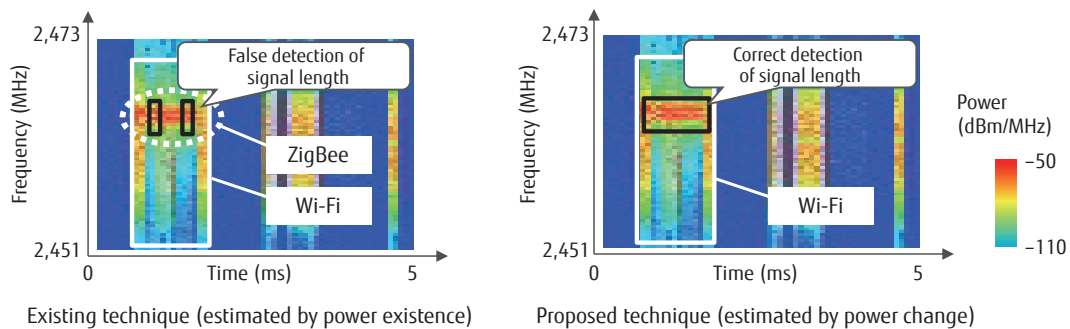 2,473
False detection of
signal length
Frequency (MHz)
ZigBee
Wi-Fi
2,451
0
Time (ms)
5
Existing technique (estimated by power existence)
2,473
Correct detection
of signal length
Frequency (MHz)
Wi-Fi
2,451
0
Time (ms)
5
Proposed technique (estimated by power change)
Power
(dBm/MHz)
−50
−110